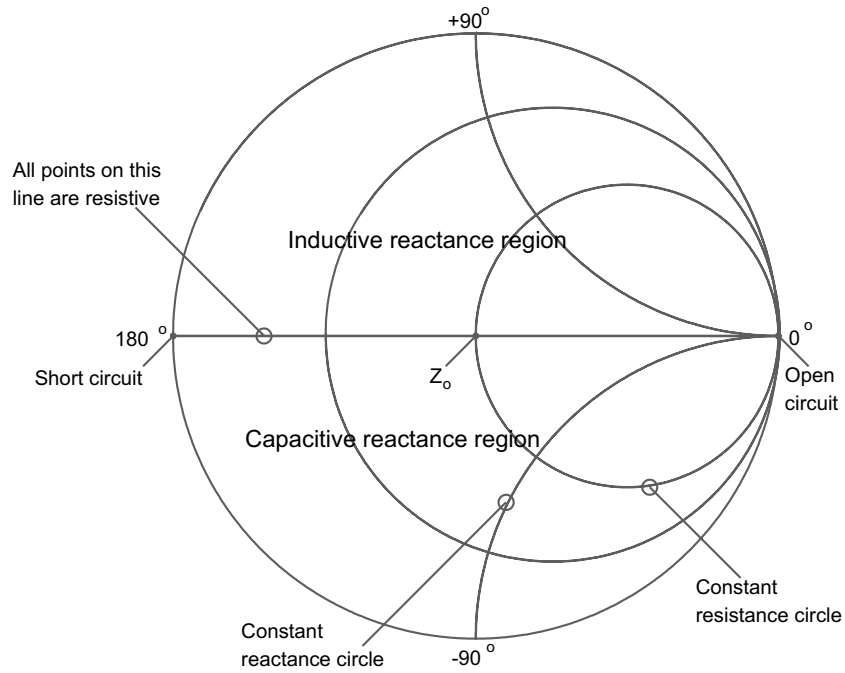 +90°
All points on this
line are resistive
Inductive reactance region
180 °
0 °
Short circuit
Zo
Open
circuit
Capacitive reactance region
Constant
resistance circle
Constant
reactance circle
-90 °